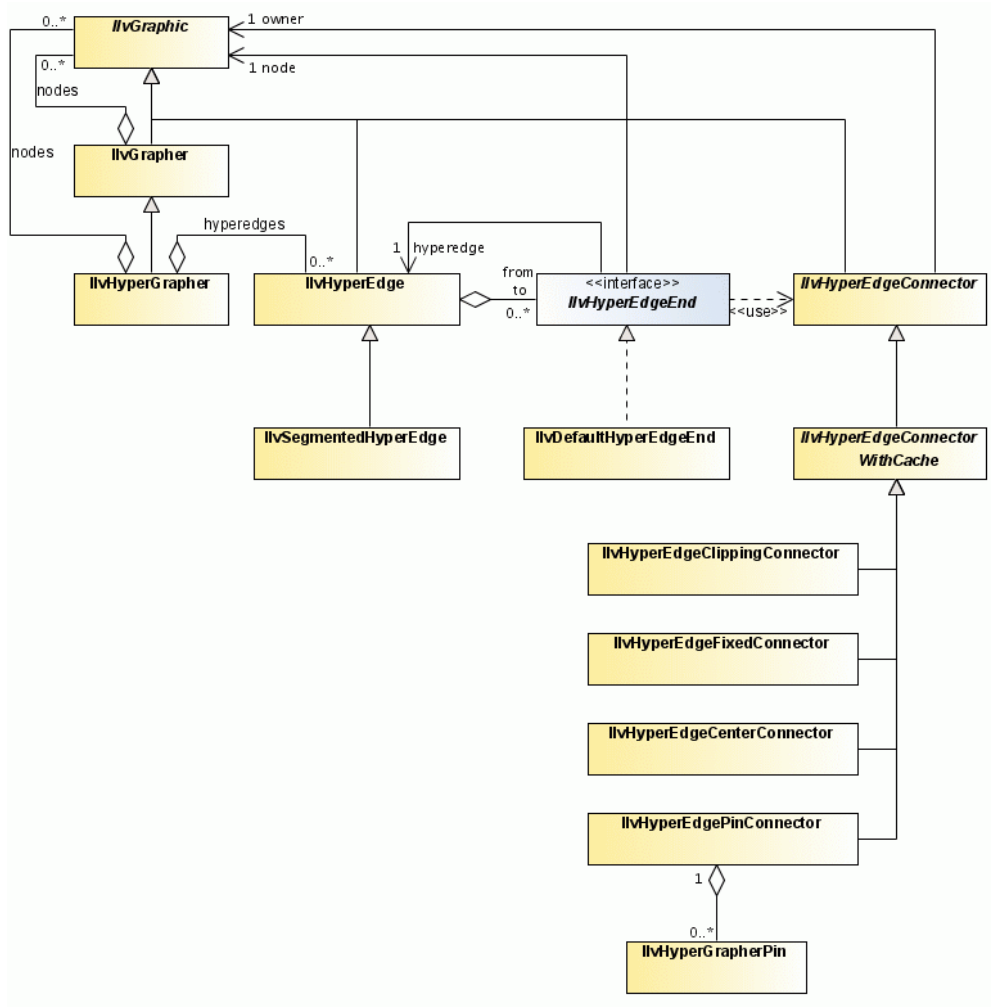 0..*
IlvGraphic
1 owner
0..*
1 node
nodes
nodes
IlvGrapher
hyperedges
1 hyperedge
0..*
from
to
0..*
IlvHyperGrapher
IlvHyperEdge
<<interface>>
IlvHyperEdgeEnd
<<use>>
IlvHyperEdgeConnector
IlvSegmentedHyperEdge
IlvDefaultHyperEdgeEnd
IlvHyperEdgeConnector
WithCache
IlvHyperEdgeClippingConnector
IlvHyperEdgeFixedConnector
IlvHyperEdgeCenterConnector
IlvHyperEdgePinConnector
1
0..*
IlvHyperGrapherPin